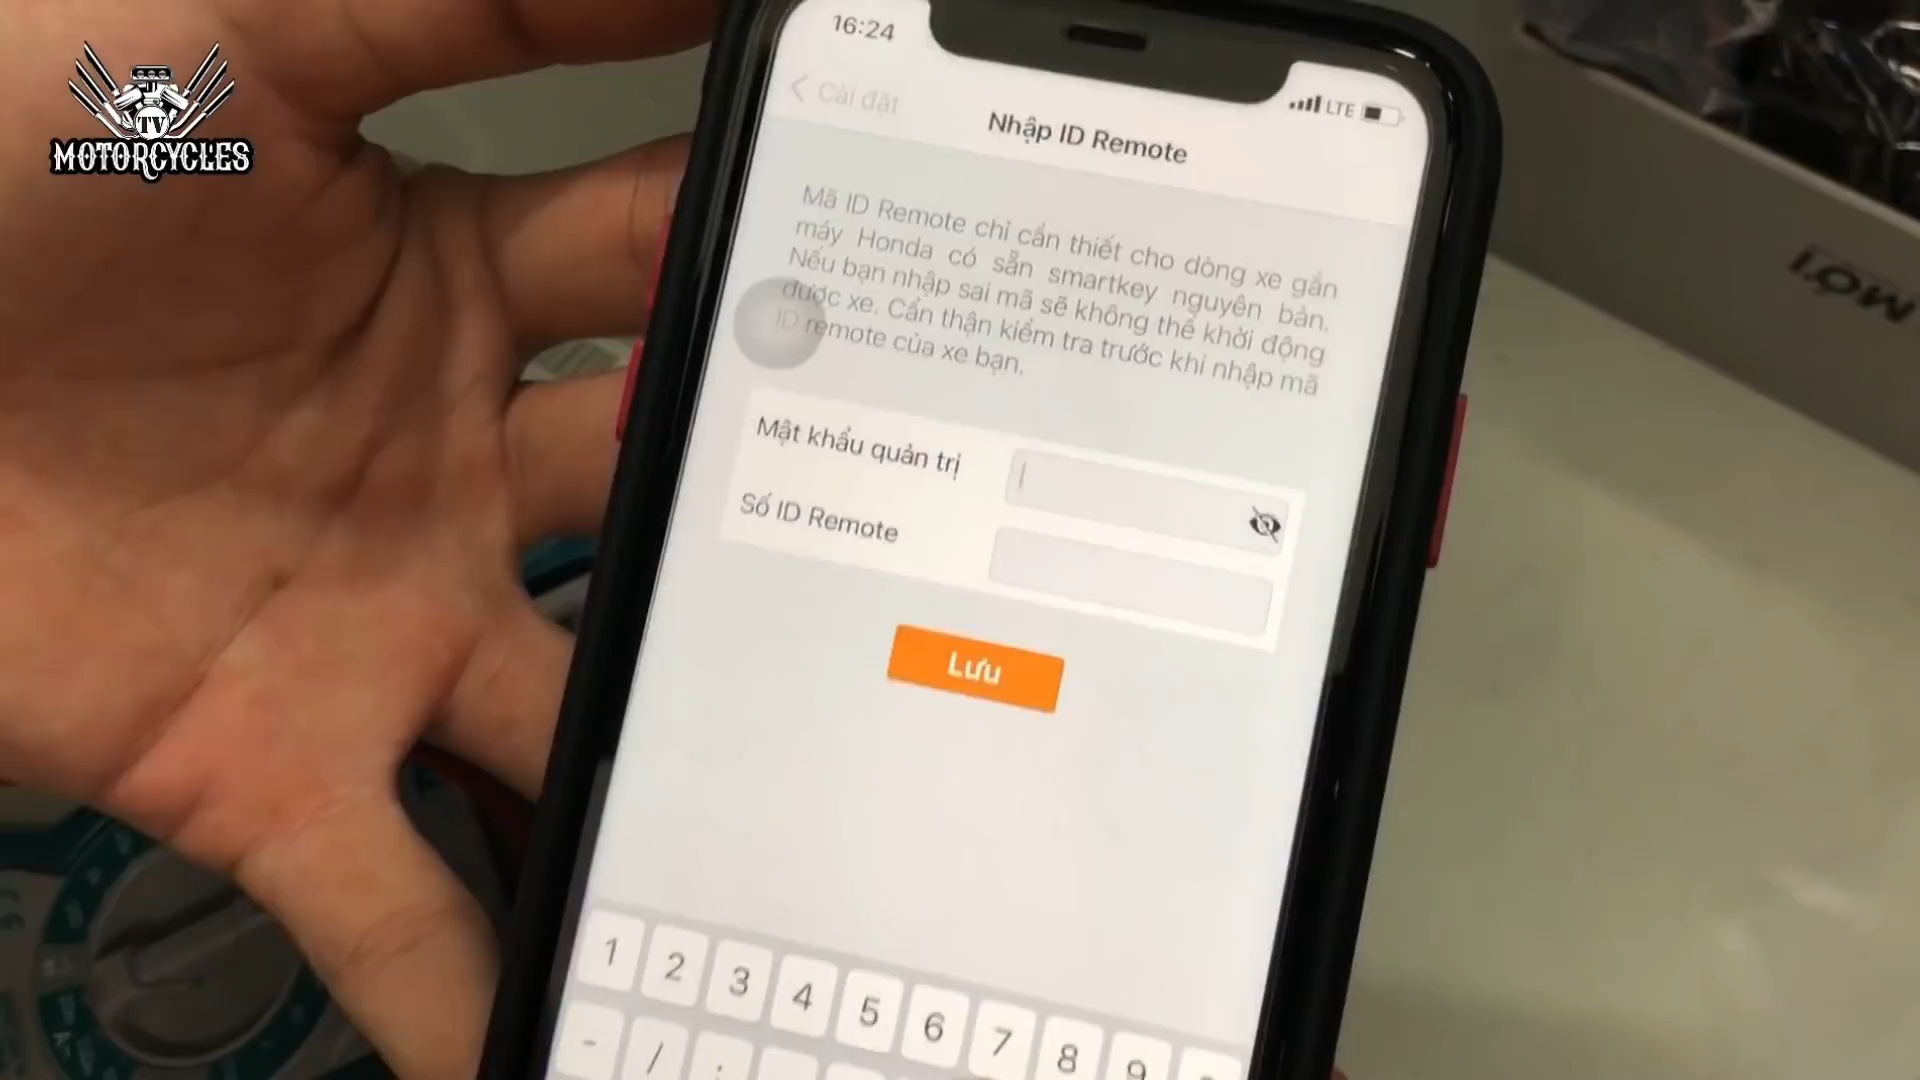 TV
MOTORCYCLES
16:24
LTE
Cài đặt
Nhập ID Remote
Mã ID Remote chỉ cần thiết cho dòng xe gắn
máy Honda có sẵn smartkey nguyên bản.
Nếu bạn nhập sai mã sẽ không thể khởi động
được xe. Cẩn thận kiểm tra trước khi nhập mã
ID remote của xe bạn.
Mật khẩu quản trị
Số ID Remote
Lưu
1 2 3 4 5 6 7 8 9
- / :
MỚI